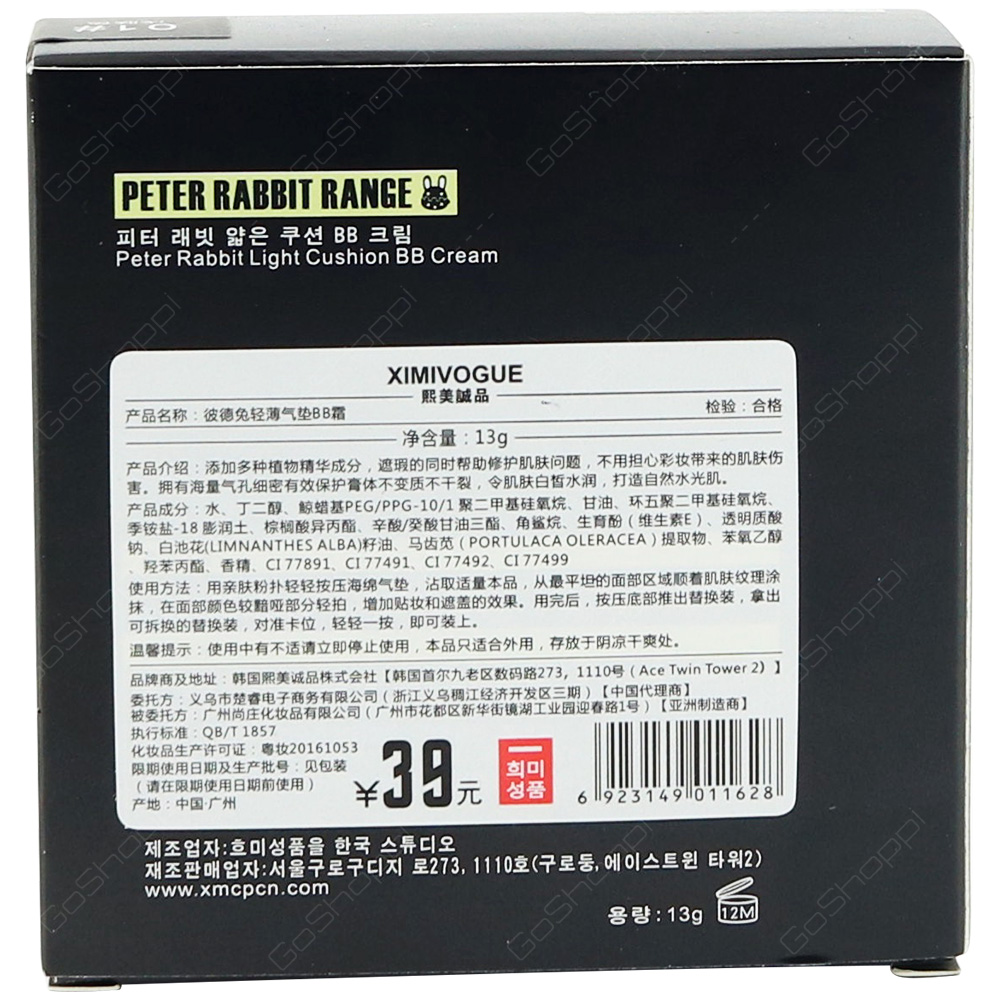 0.1#
PETER RABBIT RANGE
피터 래빗 얇은 쿠션 BB 크림
Peter Rabbit Light Cushion BB Cream
XIMIVOGUE
熙美誠品
产品名称：彼德兔轻薄气垫BB霜 检验：合格
净含量：13g
产品介绍：添加多种植物精华成分，遮瑕的同时帮助修护肌肤问题，不用担心彩妆带来的肌肤伤
害。拥有海量气孔细密有效保护膏体不变质不干裂，令肌肤白皙水润，打造自然水光肌。
产品成分：水、丁二醇、鲸蜡基PEG/PPG-10/1 聚二甲基硅氧烷、甘油、环五聚二甲基硅氧烷、
季铵盐-18 膨润土、棕榈酸异丙酯、辛酸/癸酸甘油三酯、角鲨烷、生育酚（维生素E）、透明质酸
钠、白池花(LIMNANTHES ALBA)籽油、马齿苋（PORTULACA OLERACEA）提取物、苯氧乙醇
、羟苯丙酯、香精、CI 77891、CI 77491、CI 77492、CI 77499
使用方法：用亲肤粉扑轻轻按压海绵气垫，沾取适量本品，从最平坦的面部区域顺着肌肤纹理涂
抹，在面部颜色较黯哑部分轻拍，增加贴妆和遮盖的效果。用完后，按压底部推出替换装，拿出
可拆换的替换装，对准卡位，轻轻一按，即可装上。
温馨提示：使用中有不适请立即停止使用，本品只适合外用，存放于阴凉干爽处。
品牌商及地址：韩国熙美诚品株式会社【韩国首尔九老区数码路273，1110号（Ace Twin Tower 2）】
委托方：义乌市楚睿电子商务有限公司（浙江义乌稠江经济开发区三期）【中国代理商】
被委托方：广州尚庄化妆品有限公司（广州市花都区新华街镜湖工业园迎春路1号）【亚洲制造商】
执行标准：QB/T 1857
化妆品生产许可证：粤妆20161053
限期使用日期及生产批号：见包装
（请在限期使用日期前使用）
产地：中国·广州
¥39元
희미
성품
6 923149 011628
제조업자:흐미성품을 한국 스튜디오
재조판매업자:서울구로구디지 로273, 1110호(구로동,에이스트윈 타워2)
www.xmcpcn.com
용량:13g 12M